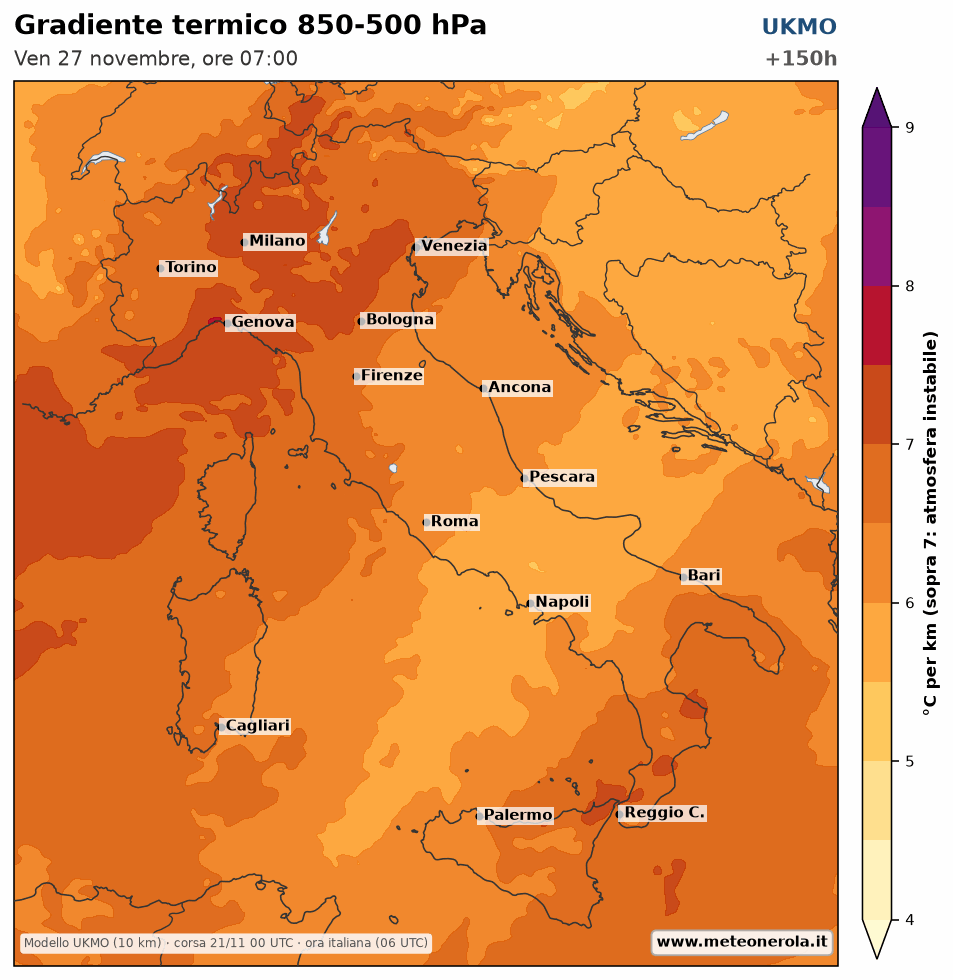 Gradiente termico 850-500 hPa
UKMO
Ven 27 novembre, ore 07:00
+150h
9
8
7
6
5
4
°C per km (sopra 7: atmosfera instabile)
Milano
Venezia
Torino
Genova
Bologna
Firenze
Ancona
Pescara
Roma
Bari
Napoli
Cagliari
Palermo
Reggio C.
Modello UKMO (10 km) · corsa 21/11 00 UTC · ora italiana (06 UTC)
www.meteonerola.it